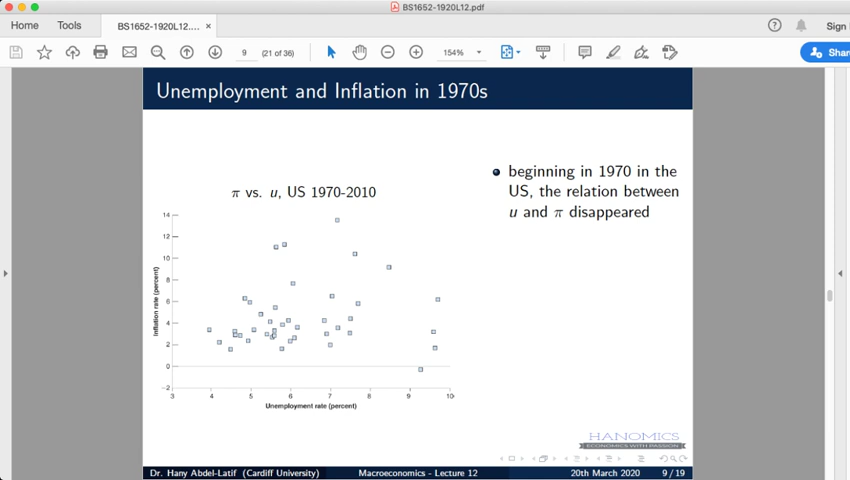 BS1652-1920L12.pdf
Home
Tools
BS1652-1920L12.... ×
Sign
9
(21 of 36)
154%
Shar
Unemployment and Inflation in 1970s
beginning in 1970 in the
US, the relation between
u and π disappeared
π vs. u, US 1970-2010
Inflation rate (percent)
14
12
10
8
6
4
2
0
−2
3 4 5 6 7 8 9 10
Unemployment rate (percent)
HANOMICS
ECONOMICS WITH PASSION
Dr. Hany Abdel-Latif (Cardiff University)
Macroeconomics - Lecture 12
20th March 2020
9 / 19